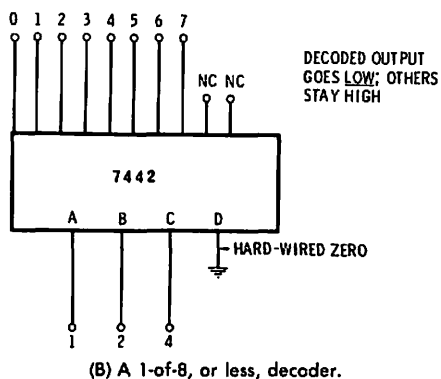 0 1 2 3 4 5 6 7
DECODED OUTPUT
GOES LOW; OTHERS
STAY HIGH
NC NC
7442
A B C D
HARD-WIRED ZERO
1 2 4
(B) A 1-of-8, or less, decoder.